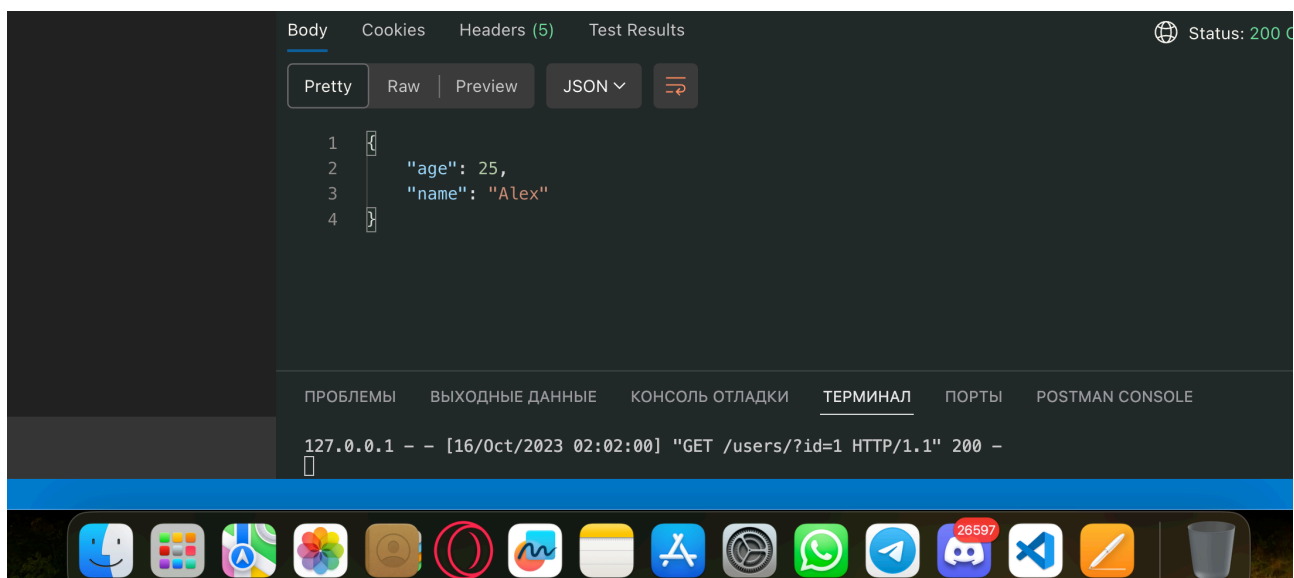 Body Cookies Headers (5) Test Results Status: 200
Pretty Raw Preview JSON
1 {
2 "age": 25,
3 "name": "Alex"
4 }
ПРОБЛЕМЫ ВЫХОДНЫЕ ДАННЫЕ КОНСОЛЬ ОТЛАДКИ ТЕРМИНАЛ ПОРТЫ POSTMAN CONSOLE
127.0.0.1 - - [16/Oct/2023 02:02:00] "GET /users/?id=1 HTTP/1.1" 200 -
26597